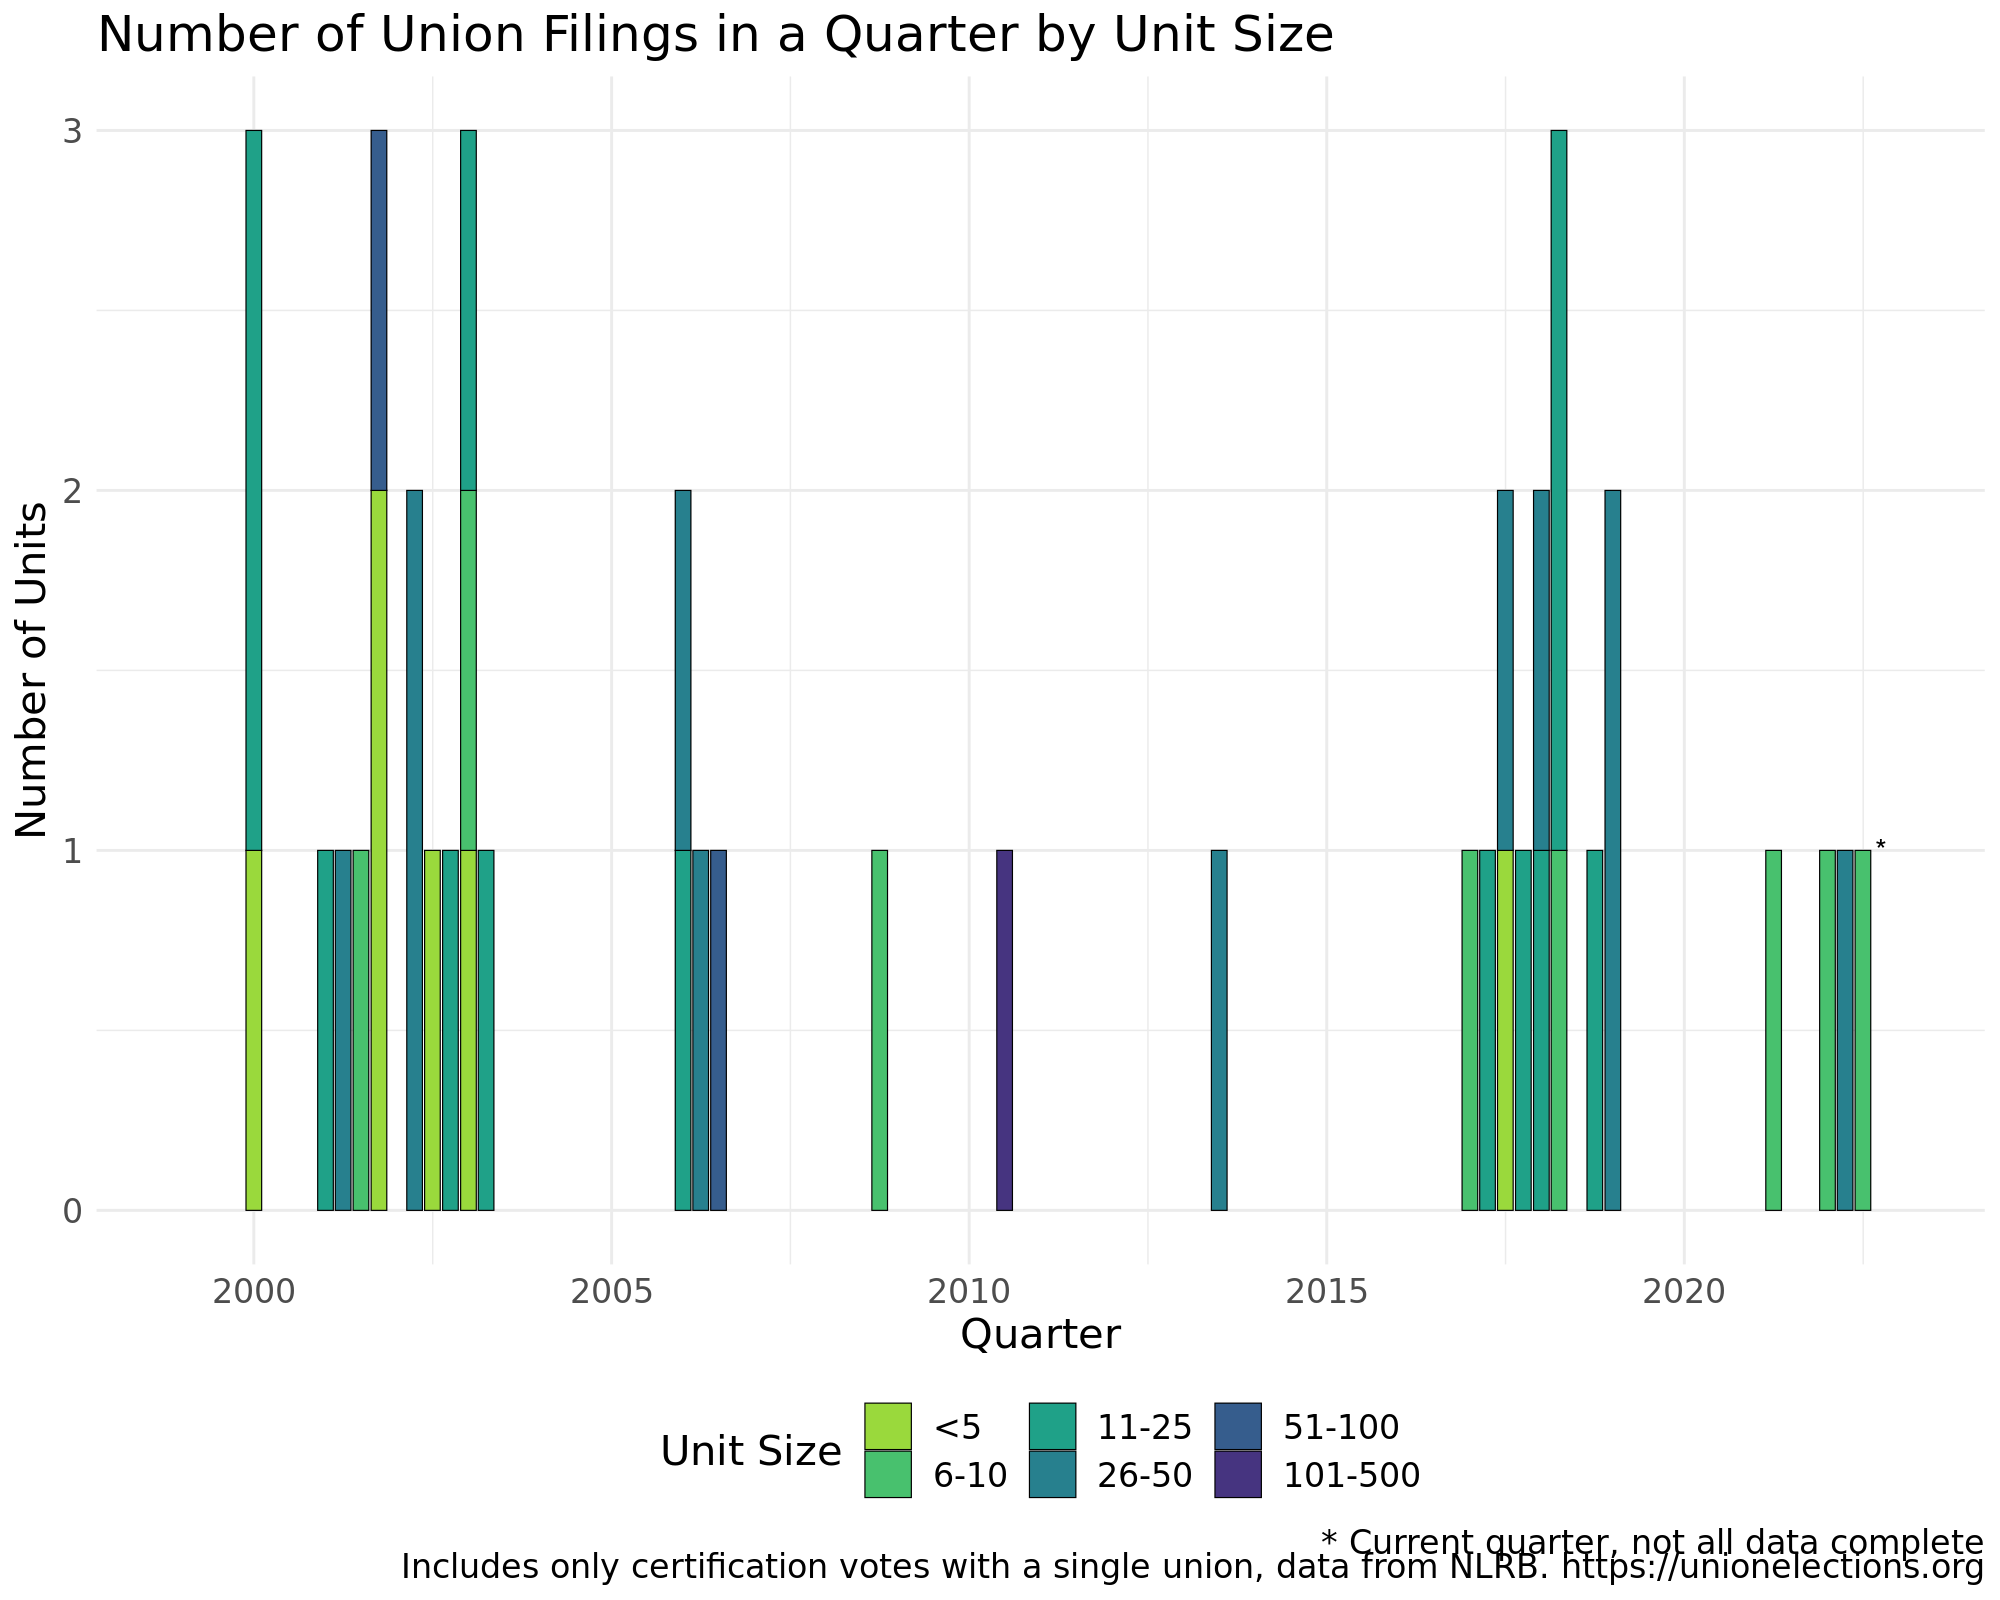 Number of Union Filings in a Quarter by Unit Size
Number of Units
3
2
1
0
*
2000 2005 2010 2015 2020
Quarter
Unit Size
<5 11-25 51-100
6-10 26-50 101-500
* Current quarter, not all data complete
Includes only certification votes with a single union, data from NLRB. https://unionelections.org